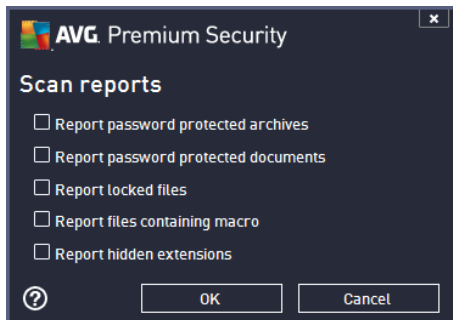 AVG. Premium Security
Scan reports
Report password protected archives
Report password protected documents
Report locked files
Report files containing macro
Report hidden extensions
? OK Cancel